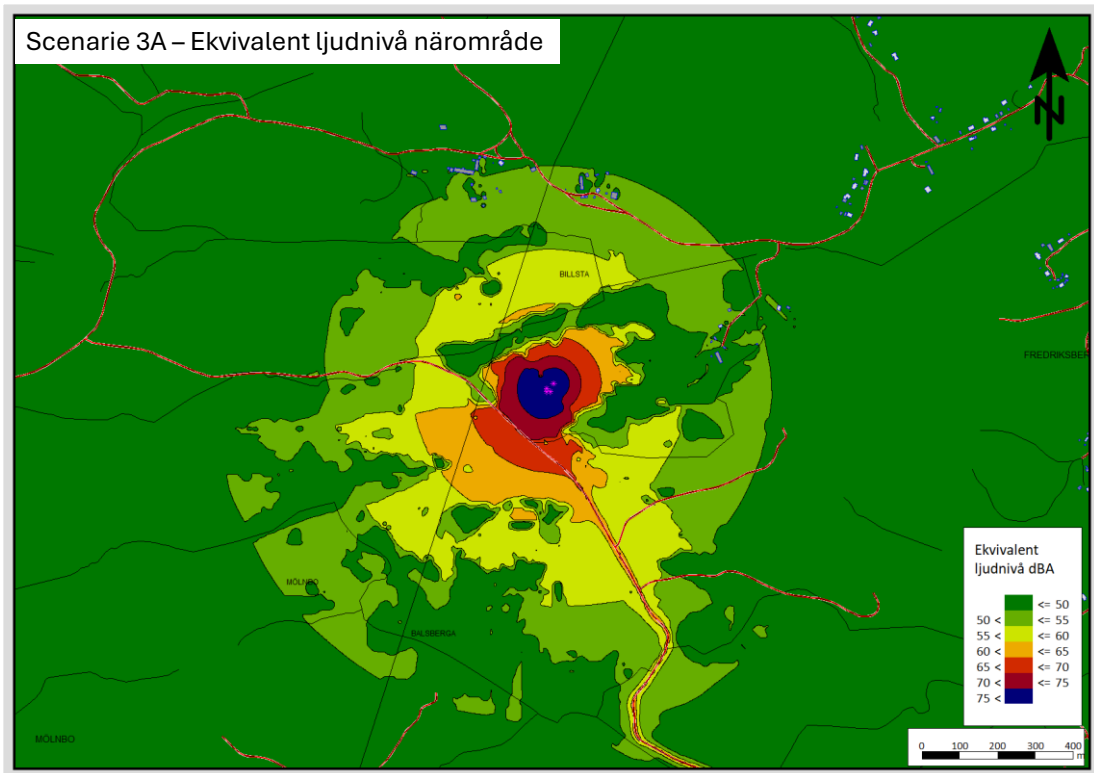 Scenarie 3A – Ekvivalent ljudnivå närområde
N
BILLSTA
FREDRIKSBER
MÖLNBO
BALSBERGA
MÖLNBO
Ekvivalent
ljudnivå dBA
<= 50
50 < <= 55
55 < <= 60
60 < <= 65
65 < <= 70
70 < <= 75
75 <
0 100 200 300 400
m